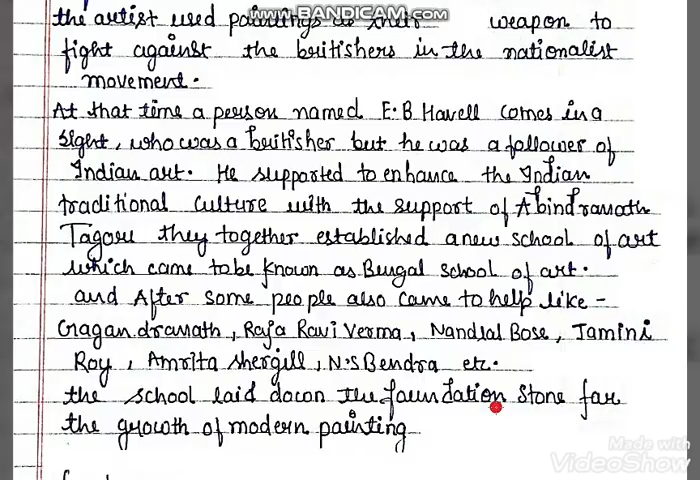 WWW.BANDICAM.COM
the artist used paintings as their weapon to
fight against the britishers in the nationalist
movement.
At that time a person named E.B Havell comes in a
sight, who was a britisher but he was a follower of
Indian art. He supported to enhance the Indian
traditional culture with the support of Abindranath
Tagore they together established a new school of art
which came to be known as Bengal school of art.
and After some people also came to help like -
Gagandranath, Raja Ravi Verma, Nandlal Bose, Jamini
Roy, Amrita shergill, N.S Bendra etc.
the school laid down the foundation stone for
the growth of modern painting
Made with
VideoShow